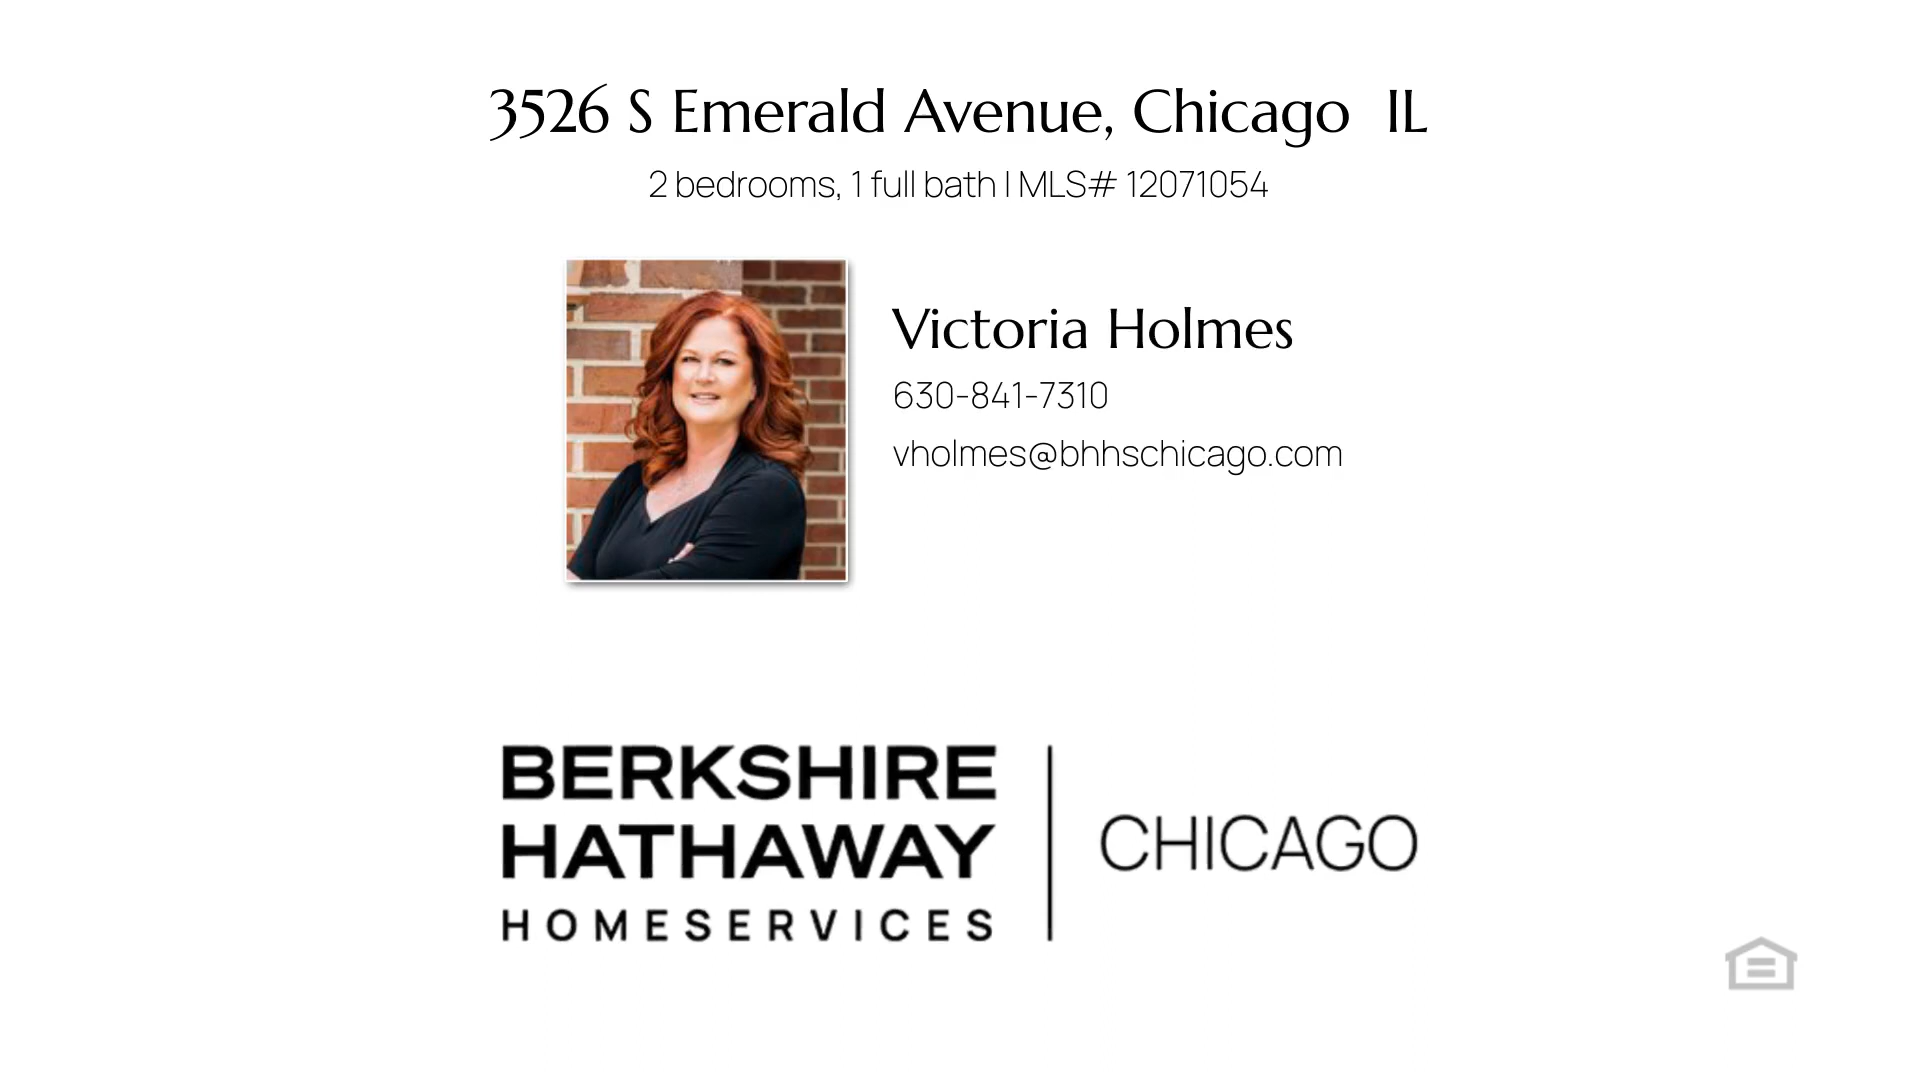 3526 S Emerald Avenue, Chicago  IL
2 bedrooms, 1 full bath | MLS# 12071054
Victoria Holmes
630-841-7310
vholmes@bhhschicago.com
BERKSHIRE
HATHAWAY
HOMESERVICES
CHICAGO